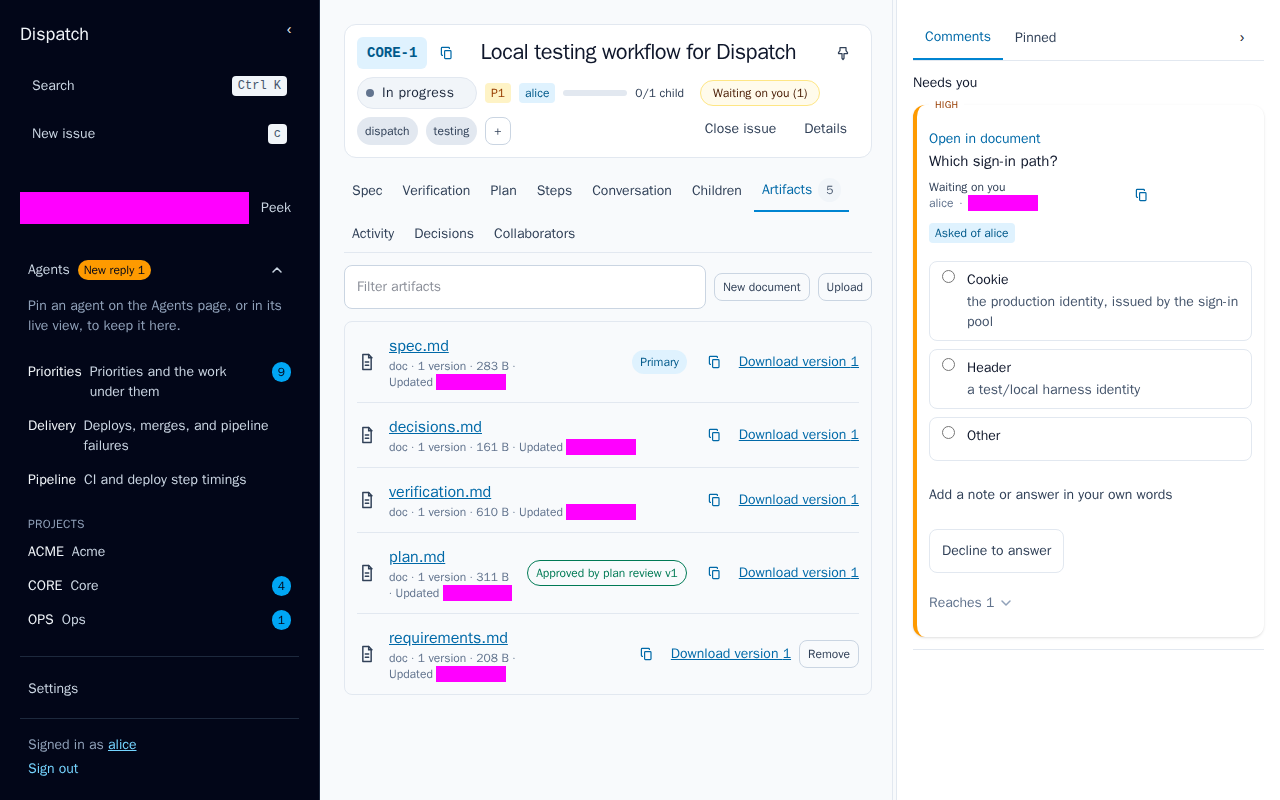 Dispatch
Search
Ctrl K
New issue
C
Peek
Agents
New reply 1
Pin an agent on the Agents page, or in its
live view, to keep it here.
Priorities
Priorities and the work
under them
9
Delivery
Deploys, merges, and pipeline
failures
Pipeline
CI and deploy step timings
PROJECTS
ACME Acme
CORE Core
4
OPS Ops
1
Settings
Signed in as alice
Sign out
CORE-1
Local testing workflow for Dispatch
In progress
P1
alice
0/1 child
Waiting on you (1)
dispatch
testing
+
Close issue
Details
Spec
Verification
Plan
Steps
Conversation
Children
Artifacts
5
Activity
Decisions
Collaborators
Filter artifacts
New document
Upload
spec.md
doc · 1 version · 283 B ·
Updated
Primary
Download version 1
decisions.md
doc · 1 version · 161 B · Updated
Download version 1
verification.md
doc · 1 version · 610 B · Updated
Download version 1
plan.md
doc · 1 version · 311 B
· Updated
Approved by plan review v1
Download version 1
requirements.md
doc · 1 version · 208 B ·
Updated
Download version 1
Remove
Comments
Pinned
Needs you
HIGH
Open in document
Which sign-in path?
Waiting on you
alice ·
Asked of alice
Cookie
the production identity, issued by the sign-in
pool
Header
a test/local harness identity
Other
Add a note or answer in your own words
Decline to answer
Reaches 1